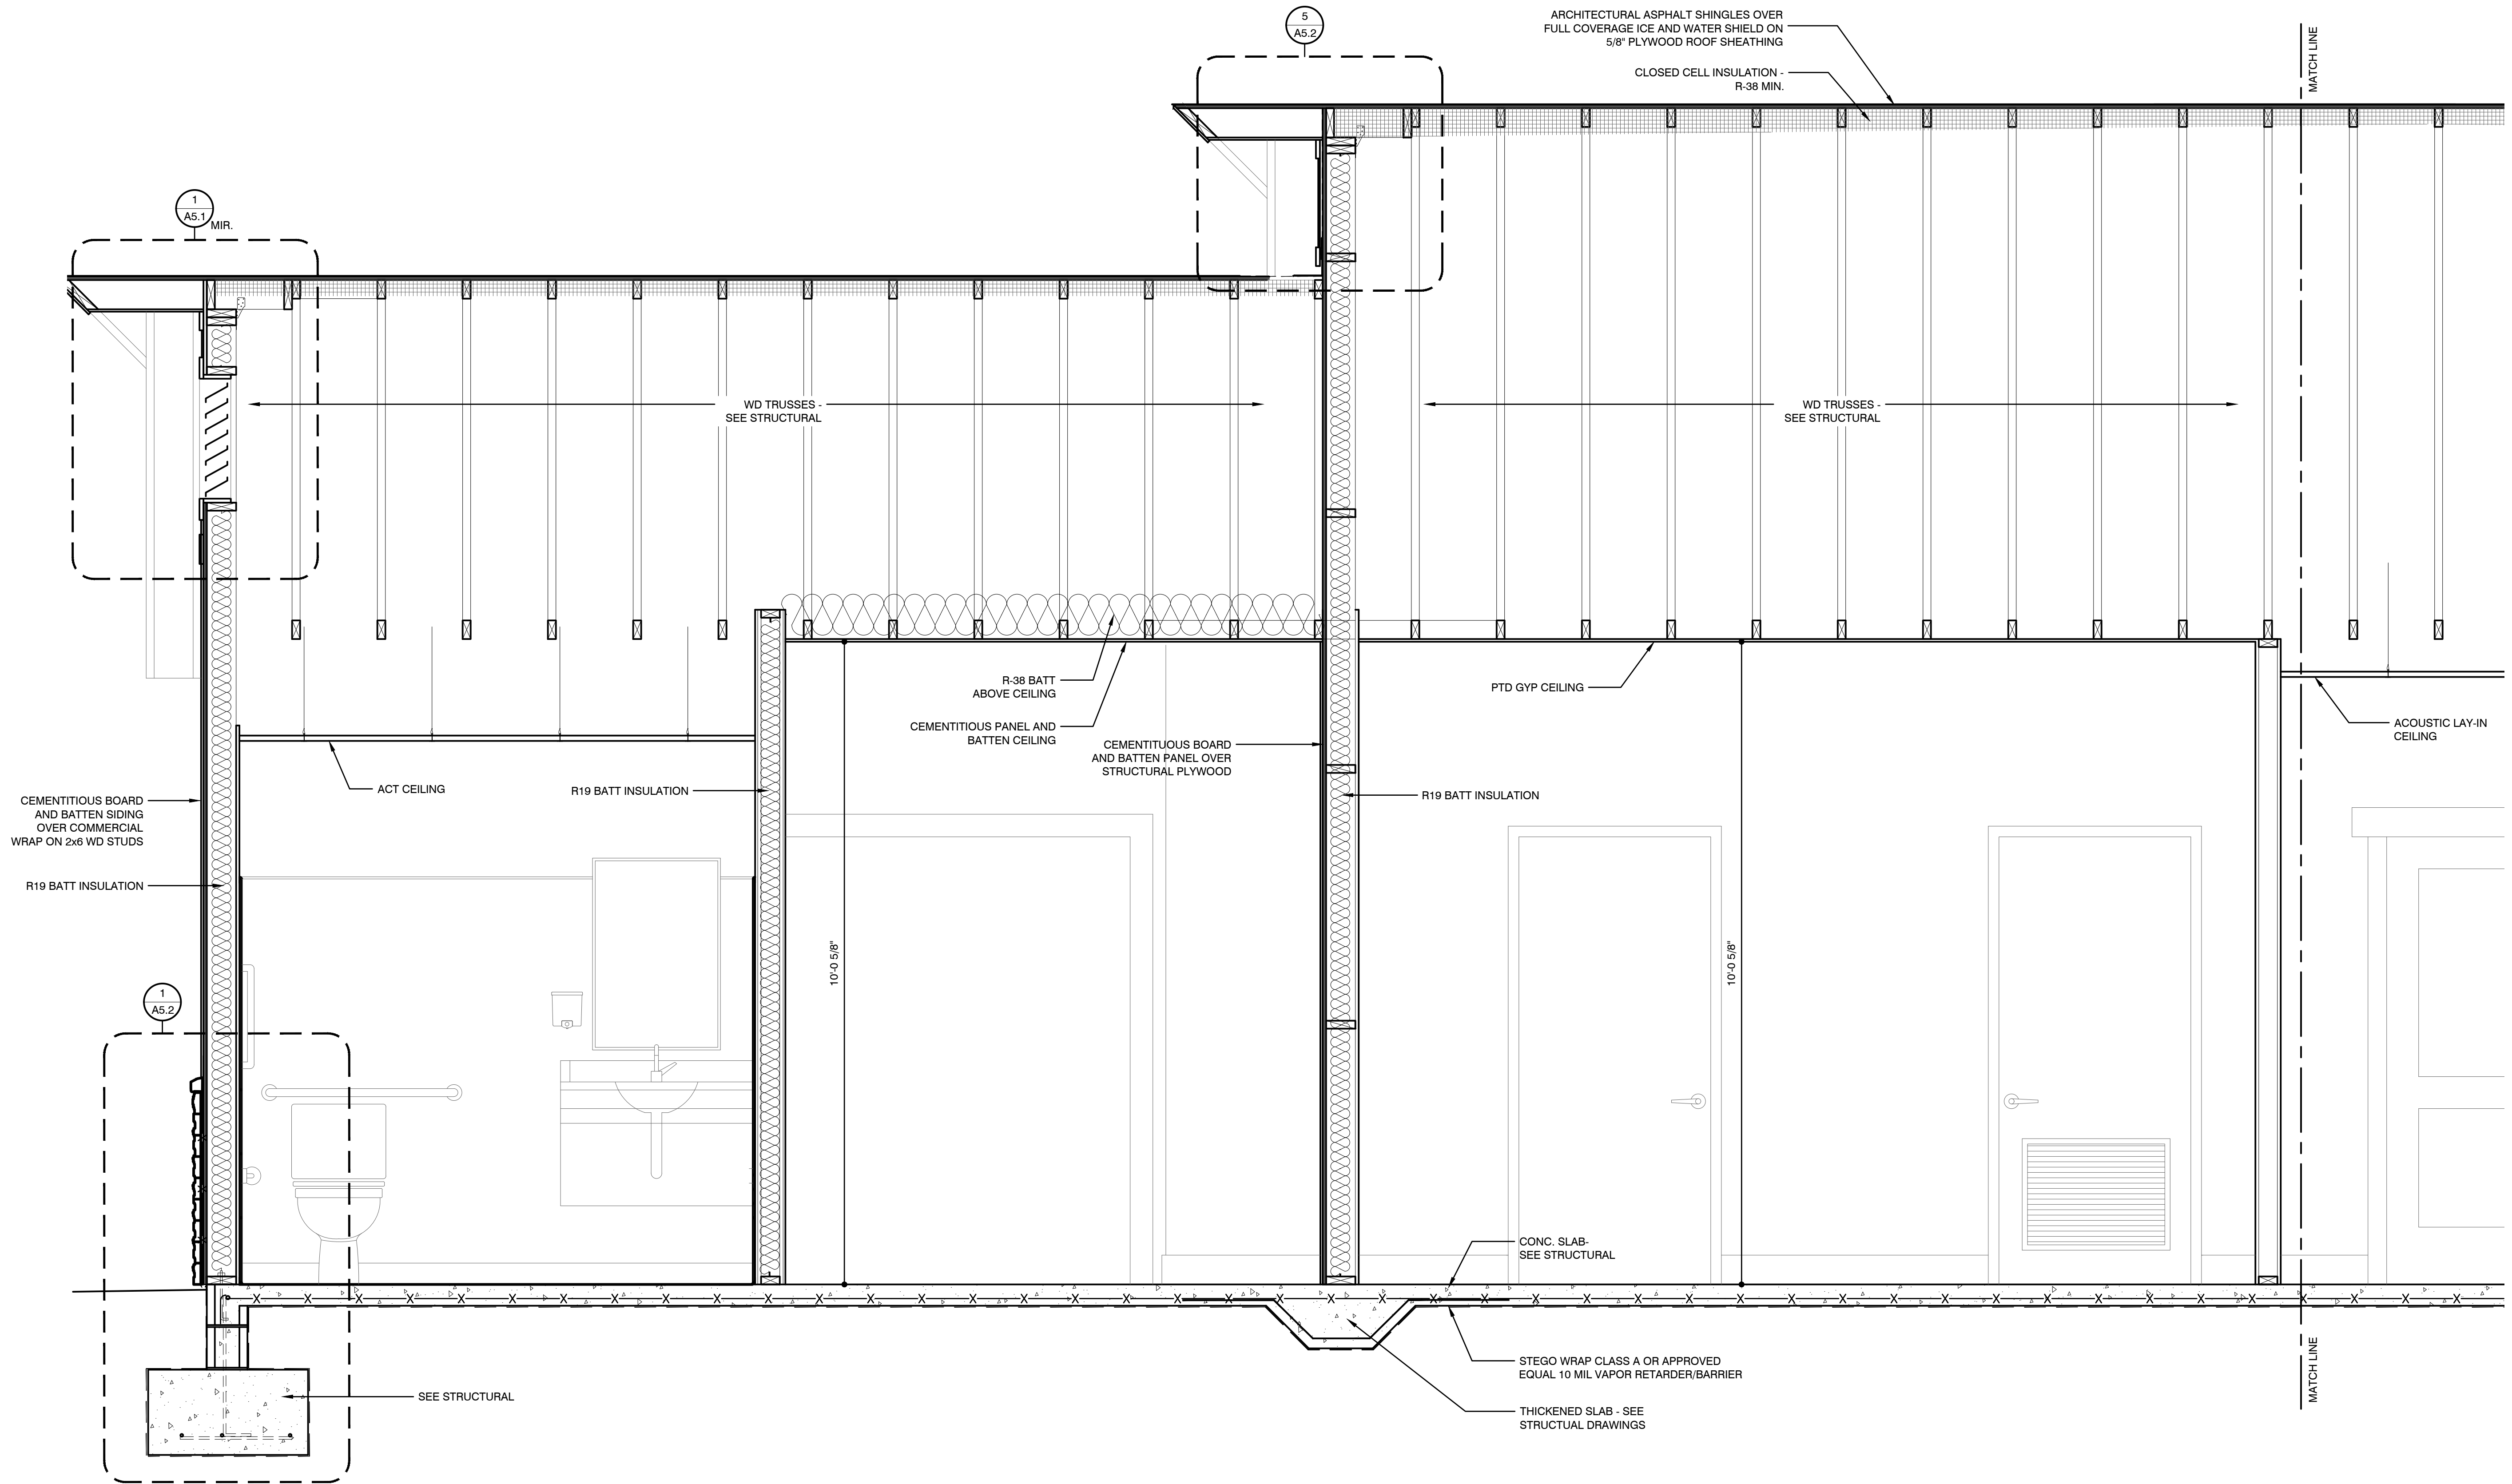 5
A5.2
ARCHITECTURAL ASPHALT SHINGLES OVER
FULL COVERAGE ICE AND WATER SHIELD ON
5/8" PLYWOOD ROOF SHEATHING
CLOSED CELL INSULATION -
R-38 MIN.
MATCH LINE
1
A5.1
MIR.
WD TRUSSES -
SEE STRUCTURAL
WD TRUSSES -
SEE STRUCTURAL
R-38 BATT
ABOVE CEILING
CEMENTITIOUS PANEL AND
BATTEN CEILING
CEMENTITUOUS BOARD
AND BATTEN PANEL OVER
STRUCTURAL PLYWOOD
PTD GYP CEILING
ACOUSTIC LAY-IN
CEILING
ACT CEILING
R19 BATT INSULATION
R19 BATT INSULATION
CEMENTITIOUS BOARD
AND BATTEN SIDING
OVER COMMERCIAL
WRAP ON 2x6 WD STUDS
R19 BATT INSULATION
10'-0 5/8"
10'-0 5/8"
1
A5.2
CONC. SLAB-
SEE STRUCTURAL
STEGO WRAP CLASS A OR APPROVED
EQUAL 10 MIL VAPOR RETARDER/BARRIER
SEE STRUCTURAL
THICKENED SLAB - SEE
STRUCTUAL DRAWINGS
MATCH LINE